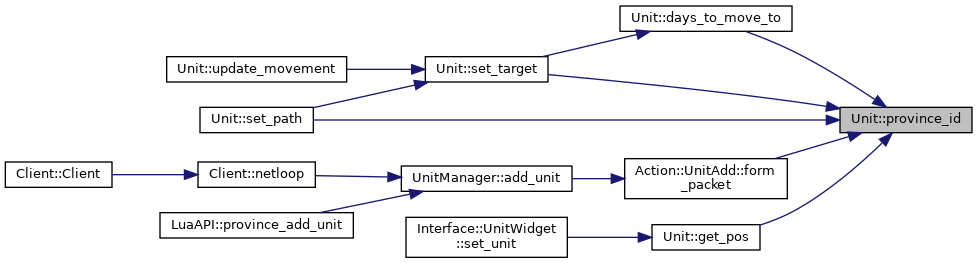 Unit::days_to_move_to
Unit::update_movement
Unit::set_target
Unit::set_path
Unit::province_id
Client::Client
Client::netloop
UnitManager::add_unit
Action::UnitAdd::form
_packet
LuaAPI::province_add_unit
Interface::UnitWidget
::set_unit
Unit::get_pos